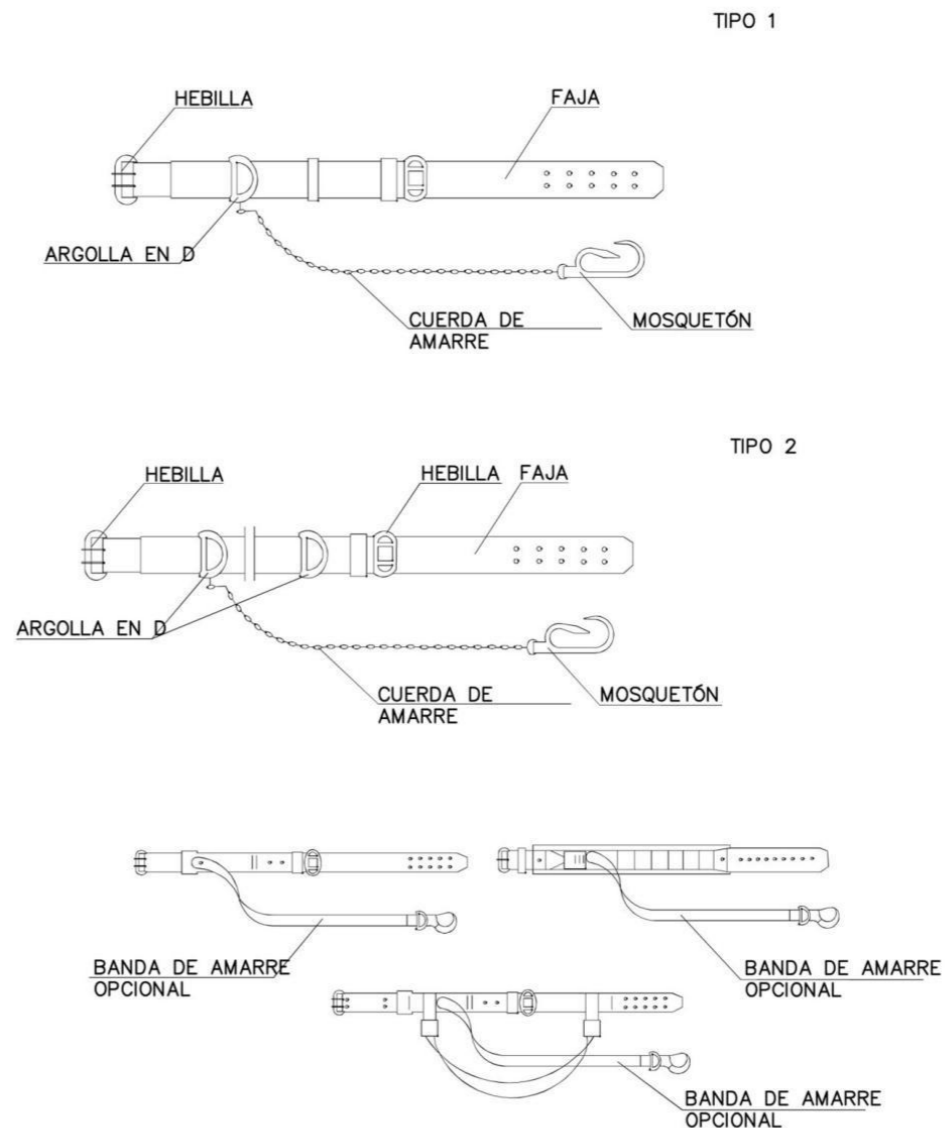 TIPO 1
HEBILLA
FAJA
ARGOLLA EN D
CUERDA DE
AMARRE
MOSQUETÓN
TIPO 2
HEBILLA
HEBILLA
FAJA
ARGOLLA EN D
CUERDA DE
AMARRE
MOSQUETÓN
BANDA DE AMARRE
OPCIONAL
BANDA DE AMARRE
OPCIONAL
BANDA DE AMARRE
OPCIONAL